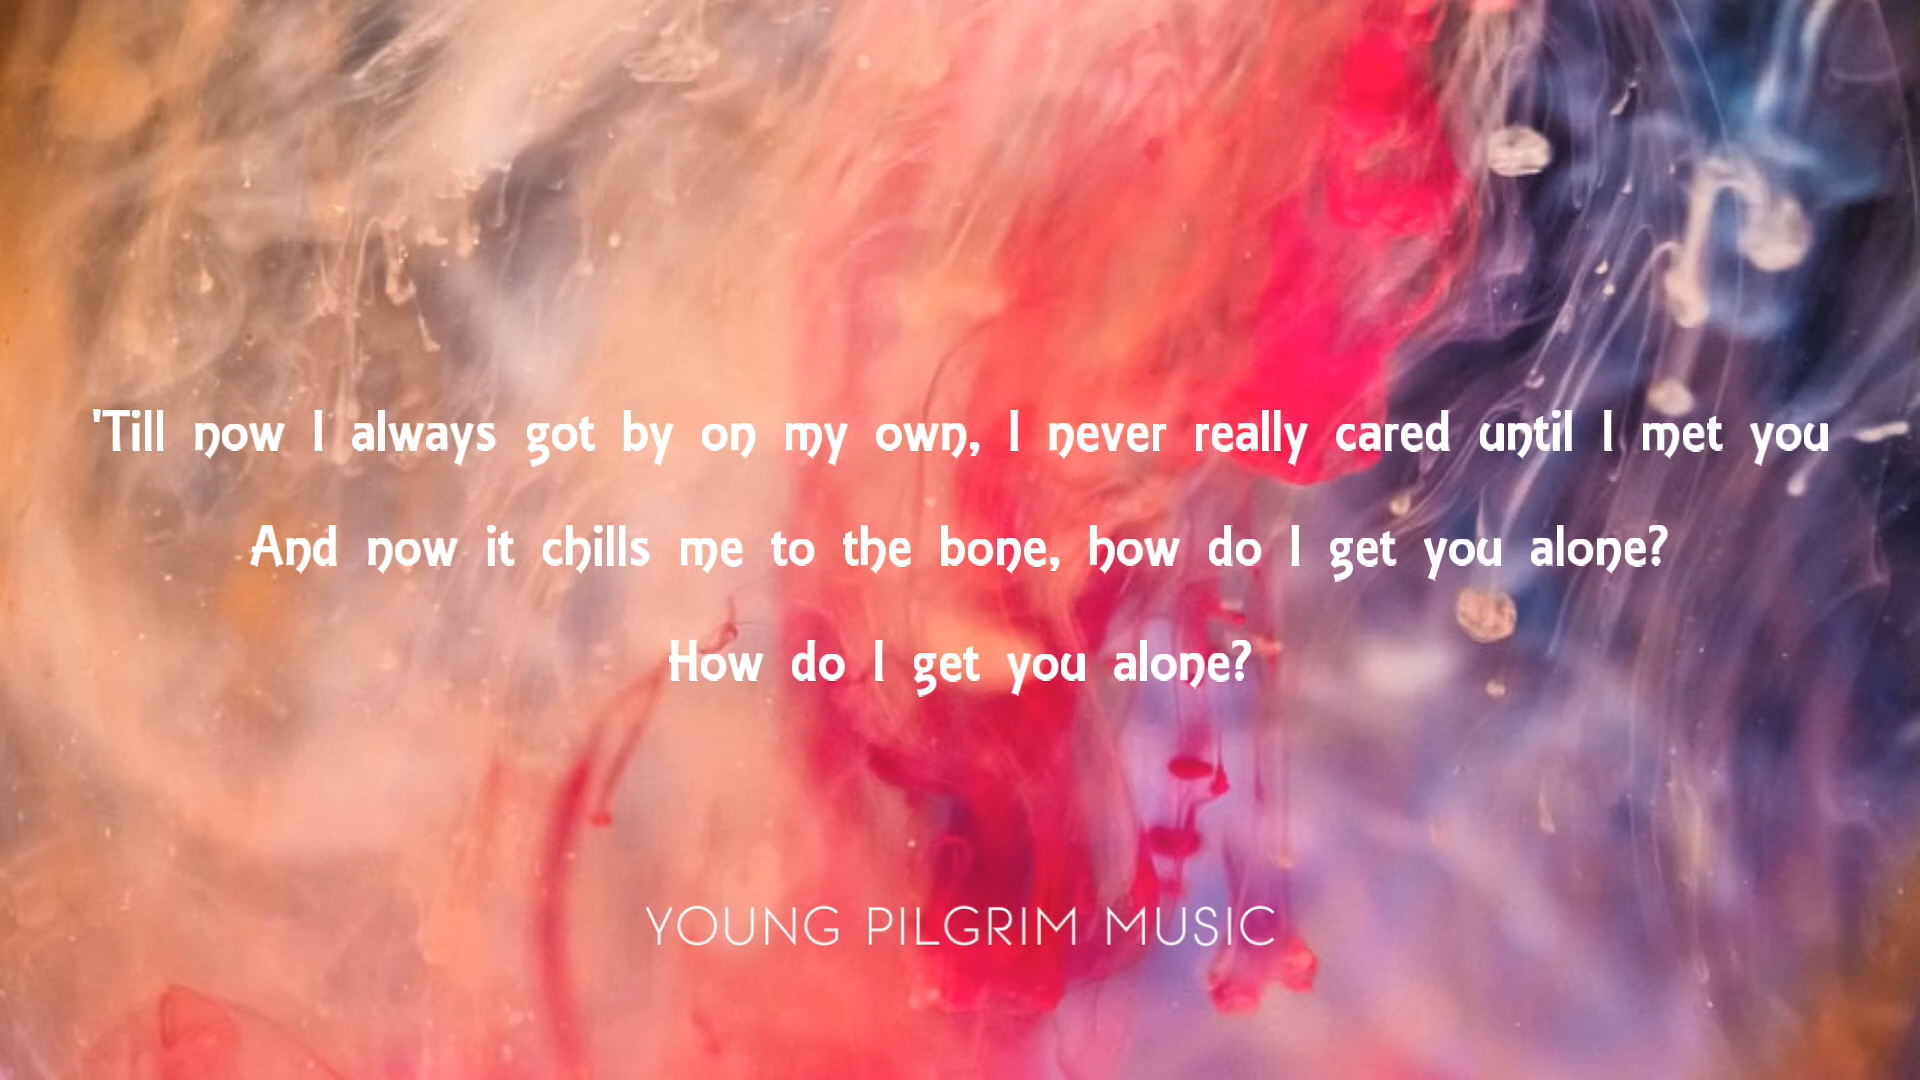 'Till now I always got by on my own, I never really cared until I met you
And now it chills me to the bone, how do I get you alone?
How do I get you alone?
YOUNG PILGRIM MUSIC